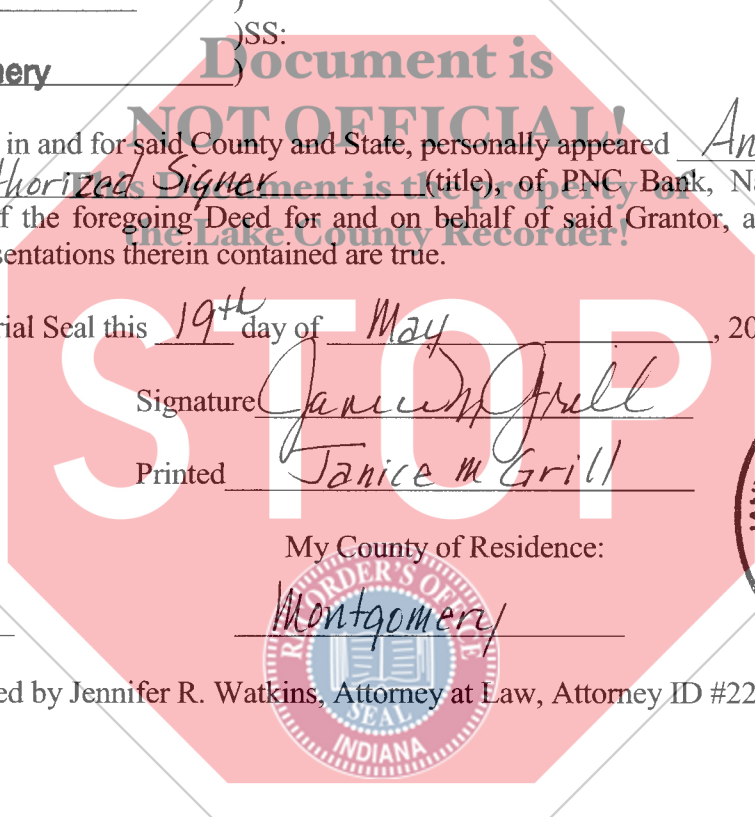 )
)SS:
nery )
Document is
NOT OFFICIAL!
in and for said County and State, personally appeared An
thorized Signer (title), of PNC Bank, N
This Document is the property of
f the foregoing Deed for and on behalf of said Grantor, a
the Lake County Recorder!
sentations therein contained are true.
rial Seal this 19th day of May , 20
STOP
Signature Janice M Grill
Printed Janice M Grill
My County of Residence:
Montgomery
RECORDER'S OFFICE
SEAL
INDIANA
ed by Jennifer R. Watkins, Attorney at Law, Attorney ID #22